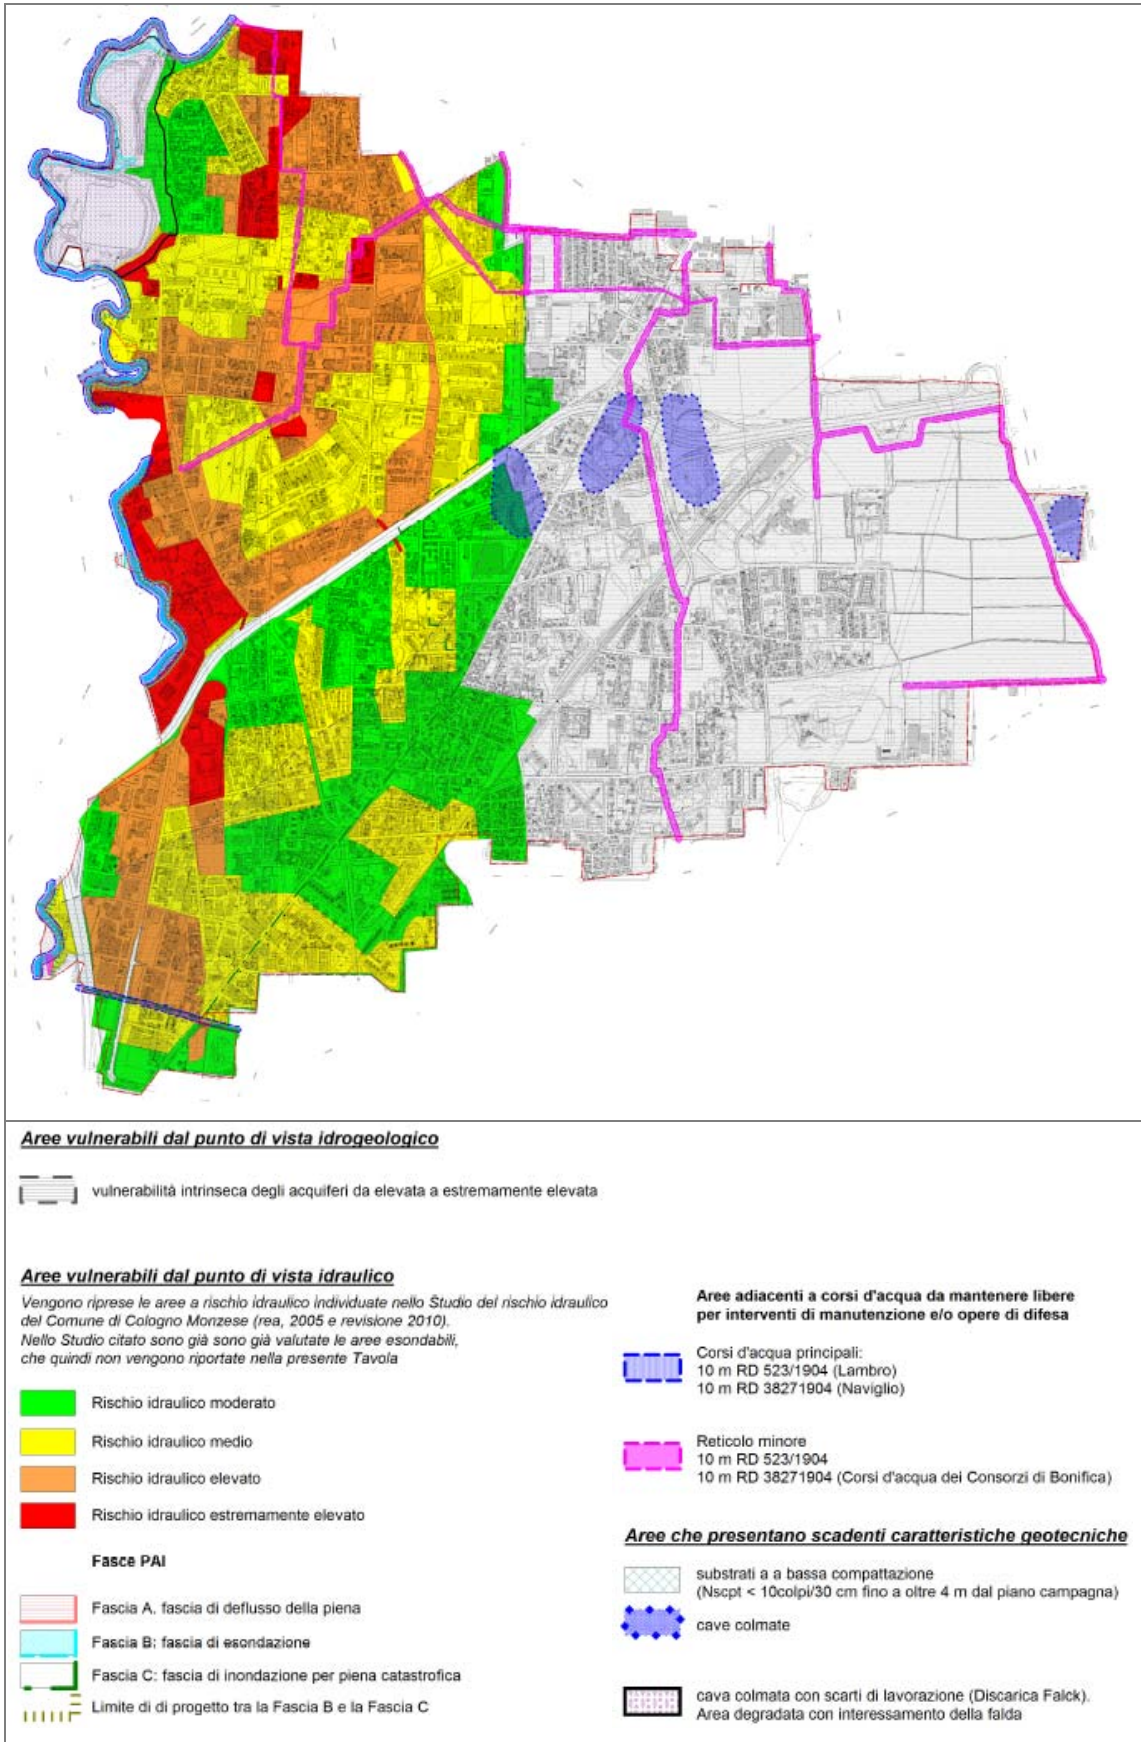 Aree vulnerabili dal punto di vista idrogeologico
vulnerabilità intrinseca degli acquiferi da elevata a estremamente elevata
Aree vulnerabili dal punto di vista idraulico
Vengono riprese le aree a rischio idraulico individuate nello Studio del rischio idraulico
del Comune di Cologno Monzese (rea, 2005 e revisione 2010).
Nello Studio citato sono già sono già valutate le aree esondabili,
che quindi non vengono riportate nella presente Tavola
Rischio idraulico moderato
Rischio idraulico medio
Rischio idraulico elevato
Rischio idraulico estremamente elevato
Fasce PAI
Fascia A. fascia di deflusso della piena
Fascia B: fascia di esondazione
Fascia C: fascia di inondazione per piena catastrofica
Limite di di progetto tra la Fascia B e la Fascia C
Aree adiacenti a corsi d'acqua da mantenere libere
per interventi di manutenzione e/o opere di difesa
Corsi d'acqua principali:
10 m RD 523/1904 (Lambro)
10 m RD 38271904 (Naviglio)
Reticolo minore
10 m RD 523/1904
10 m RD 38271904 (Corsi d'acqua dei Consorzi di Bonifica)
Aree che presentano scadenti caratteristiche geotecniche
substrati a a bassa compattazione
(Nscpt < 10colpi/30 cm fino a oltre 4 m dal piano campagna)
cave colmate
cava colmata con scarti di lavorazione (Discarica Falck).
Area degradata con interessamento della falda